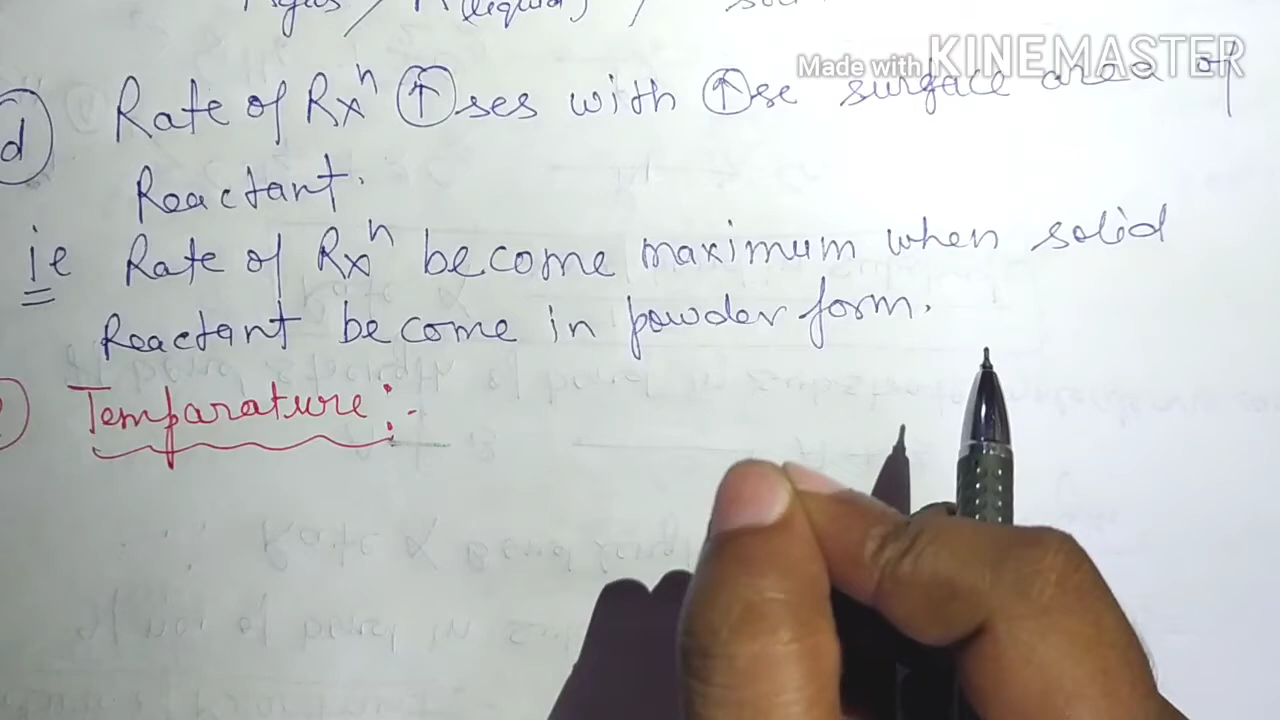 (liquid) /
Made with KINEMASTER
d Rate of Rxⁿ ↑ses with ↑se surface area of
Reactant.
ie Rate of Rxⁿ become maximum when solid
Reactant become in powder form.
Temparature :-